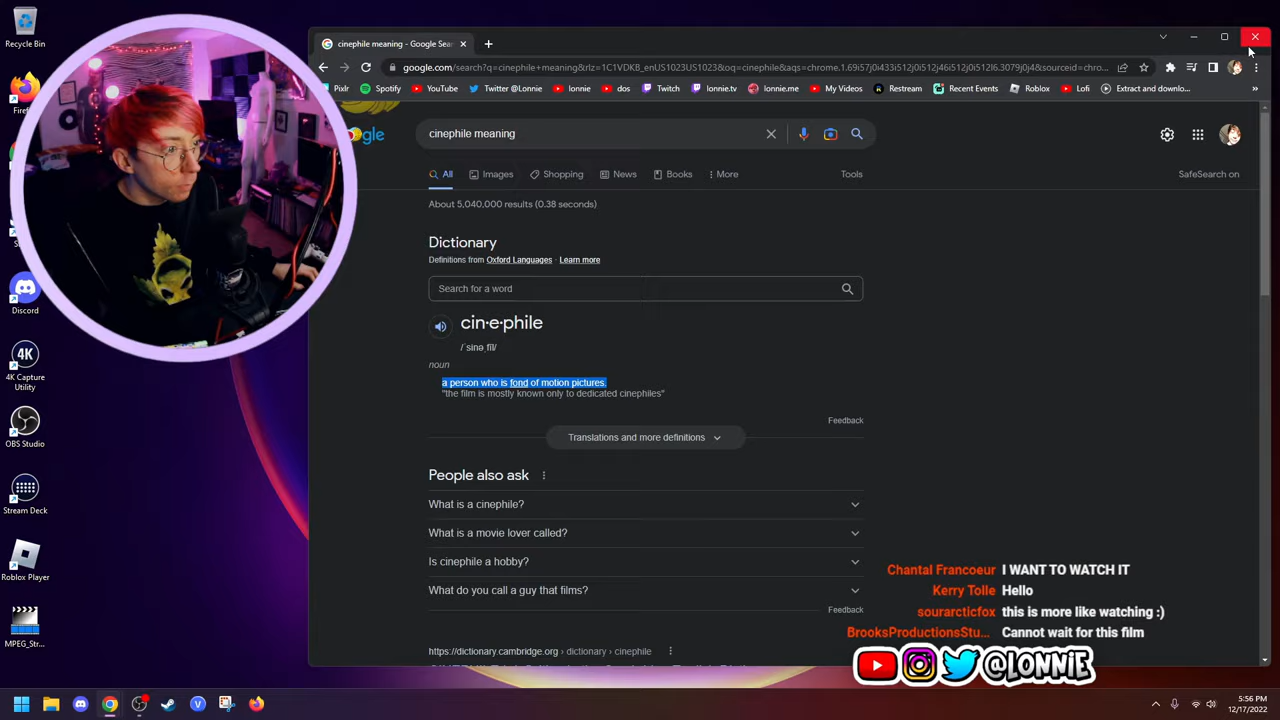 Recycle Bin
Firef
Discord
4K
4K Capture
Utility
OBS Studio
Stream Deck
Roblox Player
MPEG_Str...
cinephile meaning - Google Sea
google.com/search?q=cinephile+meaning&rlz=1C1VDKB_enUS1023US1023&oq=cinephile&aqs=chrome.1.69i57j0i433i512j0i512j46i512j0i512l6.3079j0j4&sourceid=chro...
Pixlr
Spotify
YouTube
Twitter @Lonnie
lonnie
dos
Twitch
lonnie.tv
lonnie.me
My Videos
Restream
Recent Events
Roblox
Lofi
Extract and downlo...
gle
cinephile meaning
All
Images
Shopping
News
Books
More
Tools
SafeSearch on
About 5,040,000 results (0.38 seconds)
Dictionary
Definitions from Oxford Languages · Learn more
Search for a word
cin·e·phile
/ˈsinəˌfīl/
noun
a person who is fond of motion pictures.
"the film is mostly known only to dedicated cinephiles"
Feedback
Translations and more definitions
People also ask
What is a cinephile?
What is a movie lover called?
Is cinephile a hobby?
What do you call a guy that films?
Feedback
https://dictionary.cambridge.org › dictionary › cinephile
Chantal Francoeur I WANT TO WATCH IT
Kerry Tolle Hello
sourarcticfox this is more like watching :)
BrooksProductionsStu... Cannot wait for this film
@LONNIE
5:56 PM
12/17/2022